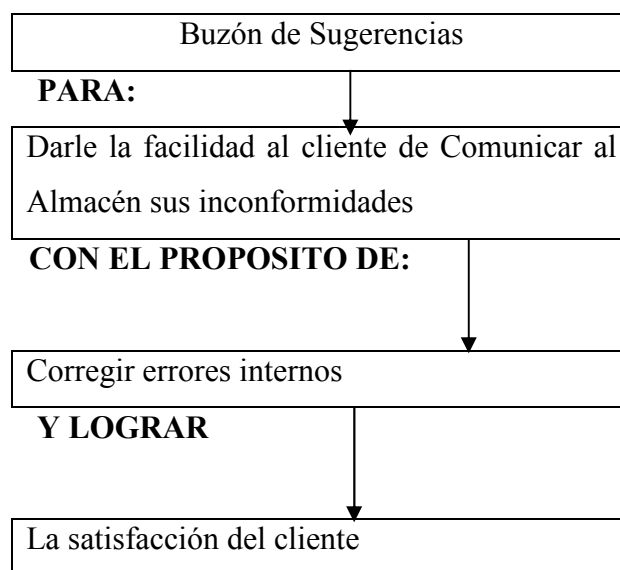 Buzón de Sugerencias
PARA:
Darle la facilidad al cliente de Comunicar al
Almacén sus inconformidades
CON EL PROPOSITO DE:
Corregir errores internos
Y LOGRAR
La satisfacción del cliente